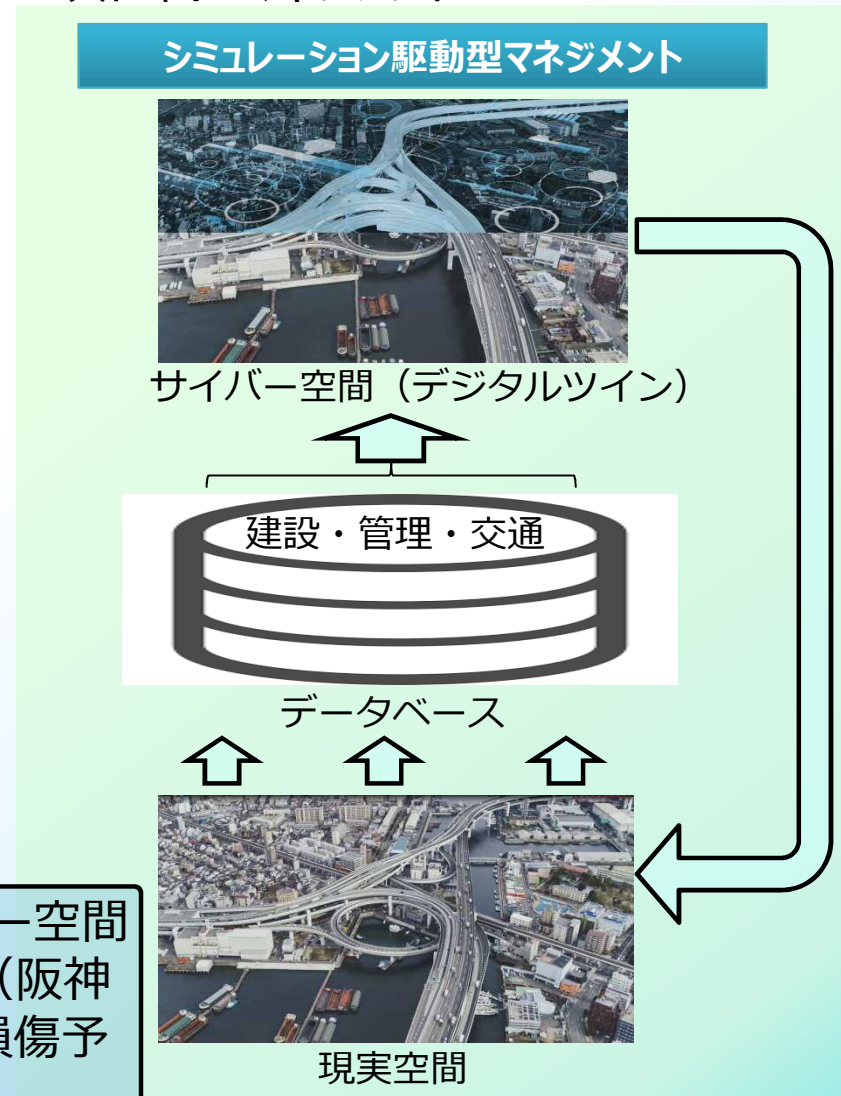 シミュレーション駆動型マネジメント
サイバー空間（デジタルツイン）
建設・管理・交通
データベース
ー空間
（阪神
損傷予
現実空間